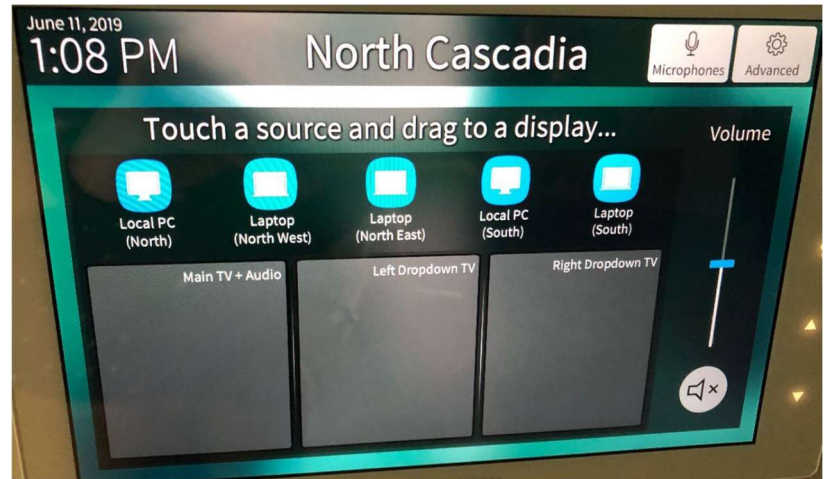 June 11, 2019
1:08 PM
North Cascadia
Microphones
Advanced
Touch a source and drag to a display...
Volume
Local PC
(North)
Laptop
(North West)
Laptop
(North East)
Local PC
(South)
Laptop
(South)
Main TV + Audio
Left Dropdown TV
Right Dropdown TV